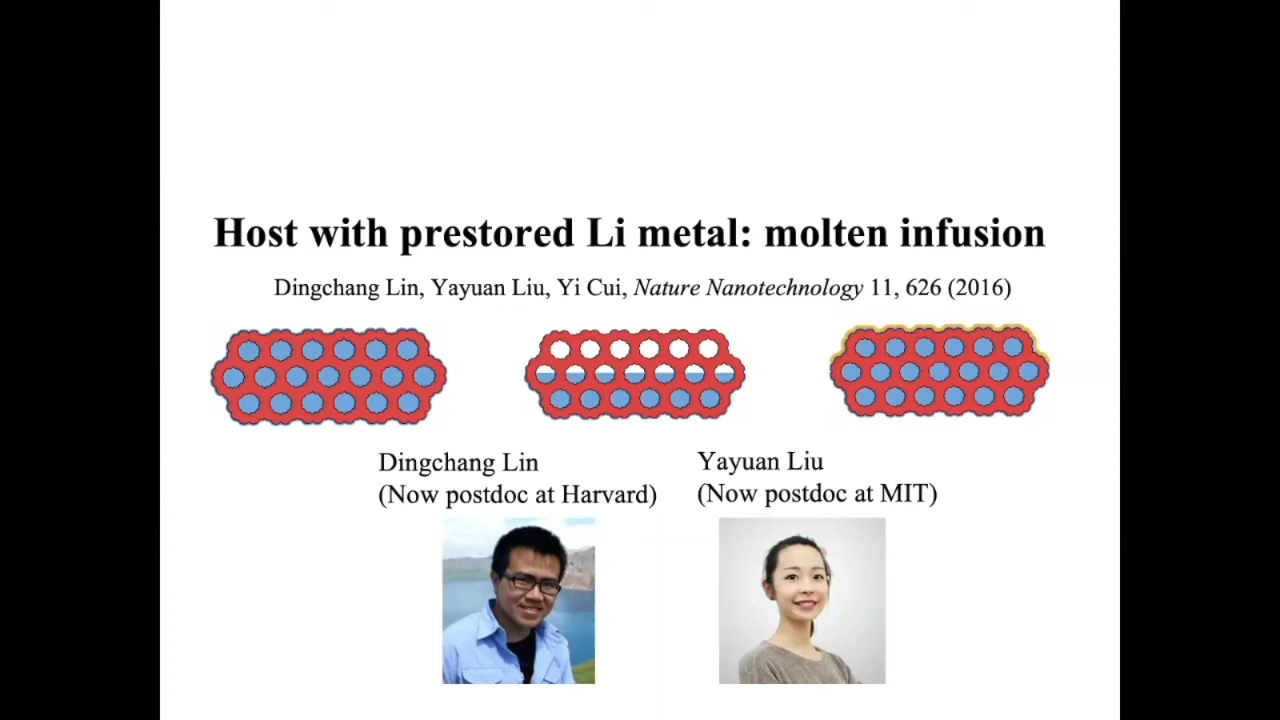 Host with prestored Li metal: molten infusion
Dingchang Lin, Yayuan Liu, Yi Cui, Nature Nanotechnology 11, 626 (2016)
Dingchang Lin
(Now postdoc at Harvard)
Yayuan Liu
(Now postdoc at MIT)